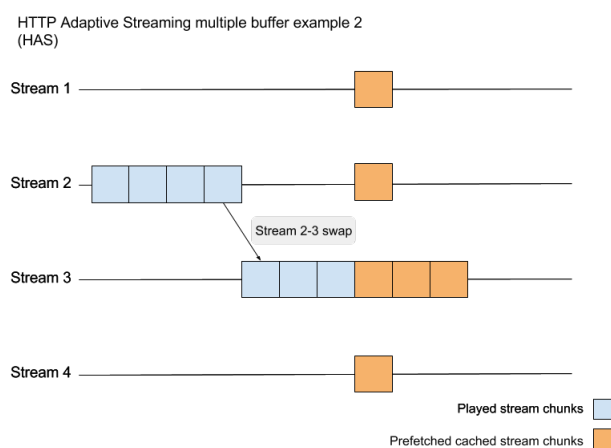 HTTP Adaptive Streaming multiple buffer example 2
(HAS)
Stream 1
Stream 2
Stream 2-3 swap
Stream 3
Stream 4
Played stream chunks
Prefetched cached stream chunks